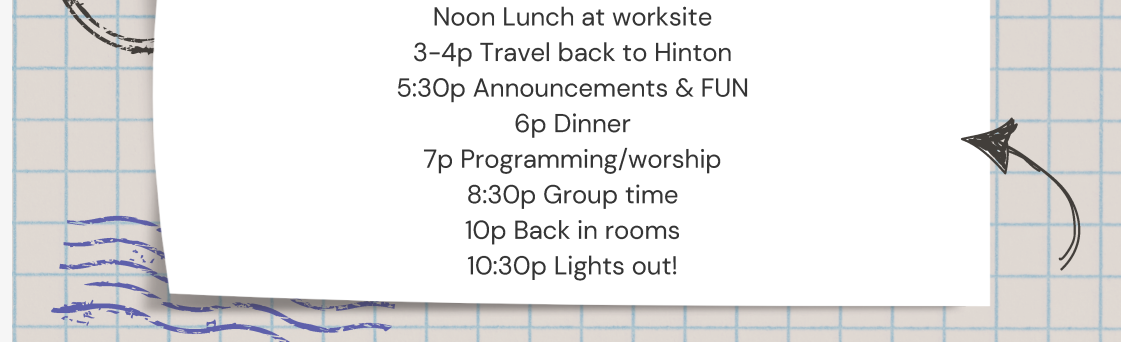 Noon Lunch at worksite
3-4p Travel back to Hinton
5:30p Announcements & FUN
6p Dinner
7p Programming/worship
8:30p Group time
10p Back in rooms
10:30p Lights out!